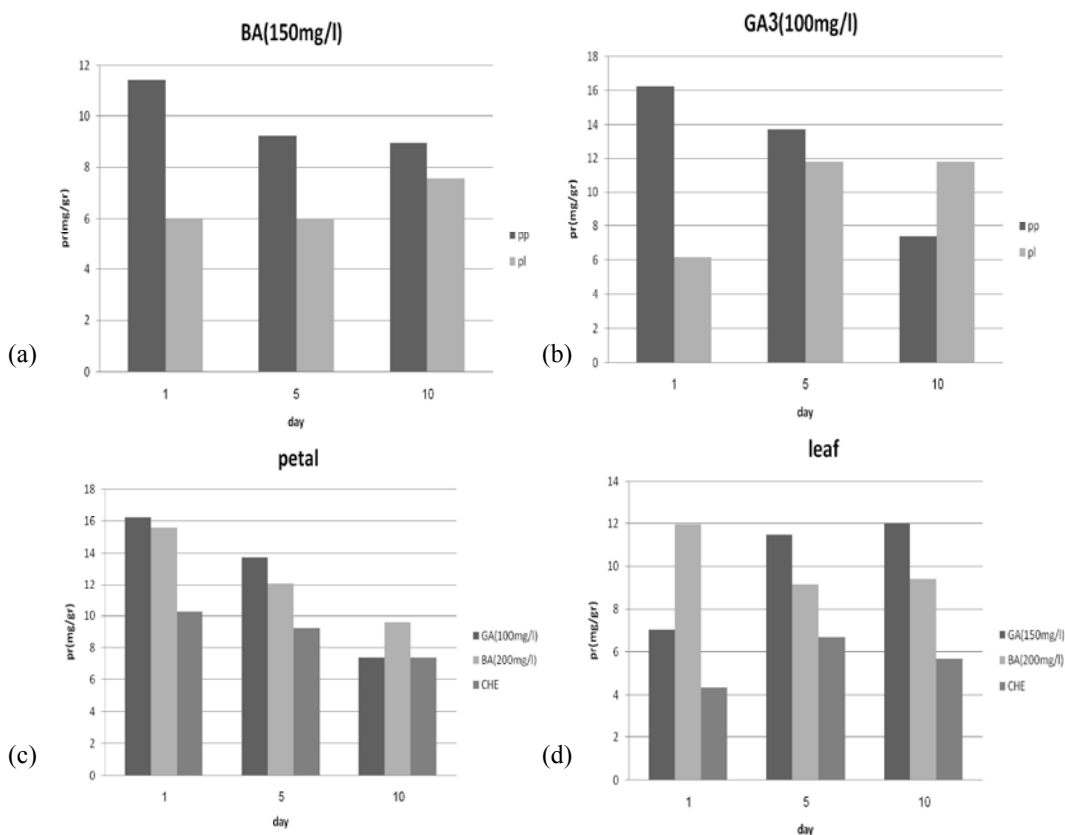 BA(150mg/l)
12
10
8
6
4
2
0
pr(mg/gr)
1
5
10
day
pp
pl
(a)
GA3(100mg/l)
18
16
14
12
10
8
6
4
2
0
pr(mg/gr)
1
5
10
day
pp
pl
(b)
petal
18
16
14
12
10
8
6
4
2
0
pr(mg/gr)
1
5
10
day
GA(100mg/l)
BA(200mg/l)
CHE
(c)
leaf
14
12
10
8
6
4
2
0
pr(mg/gr)
1
5
10
day
GA(150mg/l)
BA(200mg/l)
CHE
(d)